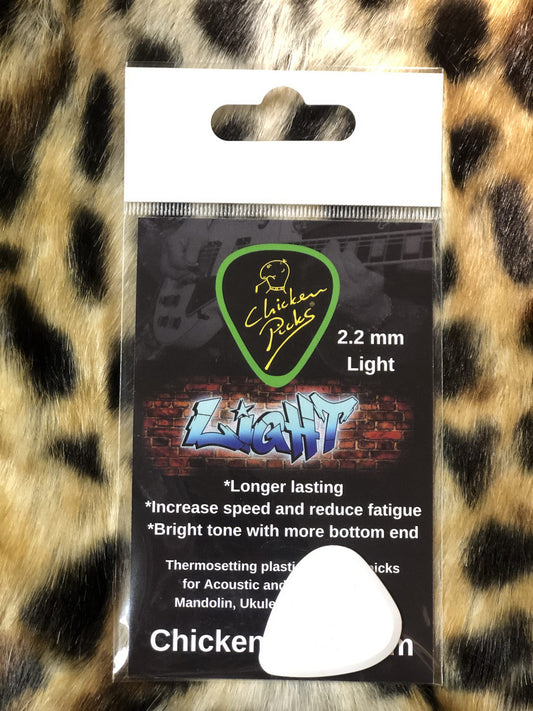 Chicken
Picks
®
2.2 mm
Light
LiGHT
*Longer lasting
*Increase speed and reduce fatigue
*Bright tone with more bottom end
Thermosetting plasti picks
for Acoustic and
Mandolin, Ukule
Chicken m